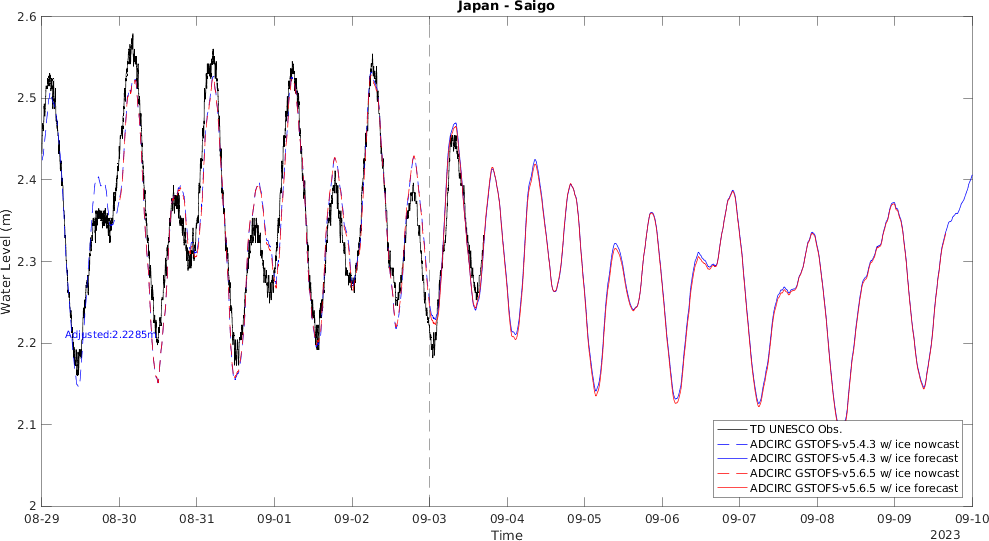 Japan - Saigo
2.6
2.5
2.4
2.3
2.2
2.1
2
Water Level (m)
Adjusted:2.2285m
TD UNESCO Obs.
ADCIRC GSTOFS-v5.4.3 w/ ice nowcast
ADCIRC GSTOFS-v5.4.3 w/ ice forecast
ADCIRC GSTOFS-v5.6.5 w/ ice nowcast
ADCIRC GSTOFS-v5.6.5 w/ ice forecast
08-29 08-30 08-31 09-01 09-02 09-03 09-04 09-05 09-06 09-07 09-08 09-09 09-10
Time
2023